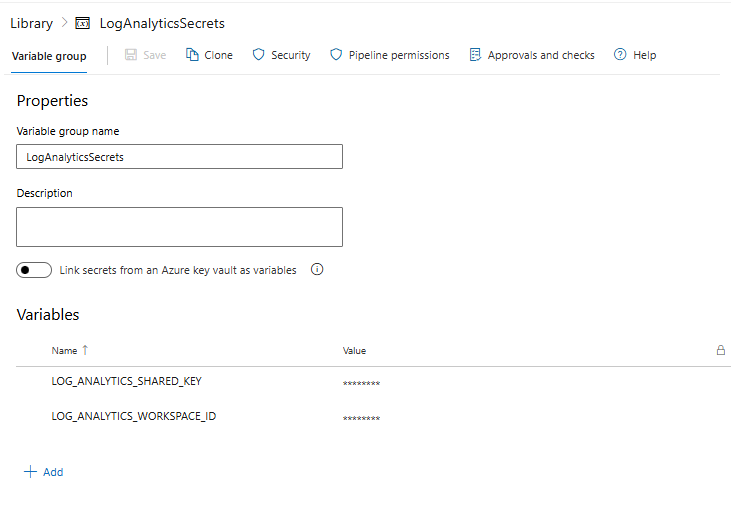 Library > LogAnalyticsSecrets
Variable group Save Clone Security Pipeline permissions Approvals and checks Help
Properties
Variable group name
LogAnalyticsSecrets
Description
Link secrets from an Azure key vault as variables
Variables
Name ↑ Value
LOG_ANALYTICS_SHARED_KEY ********
LOG_ANALYTICS_WORKSPACE_ID ********
+ Add